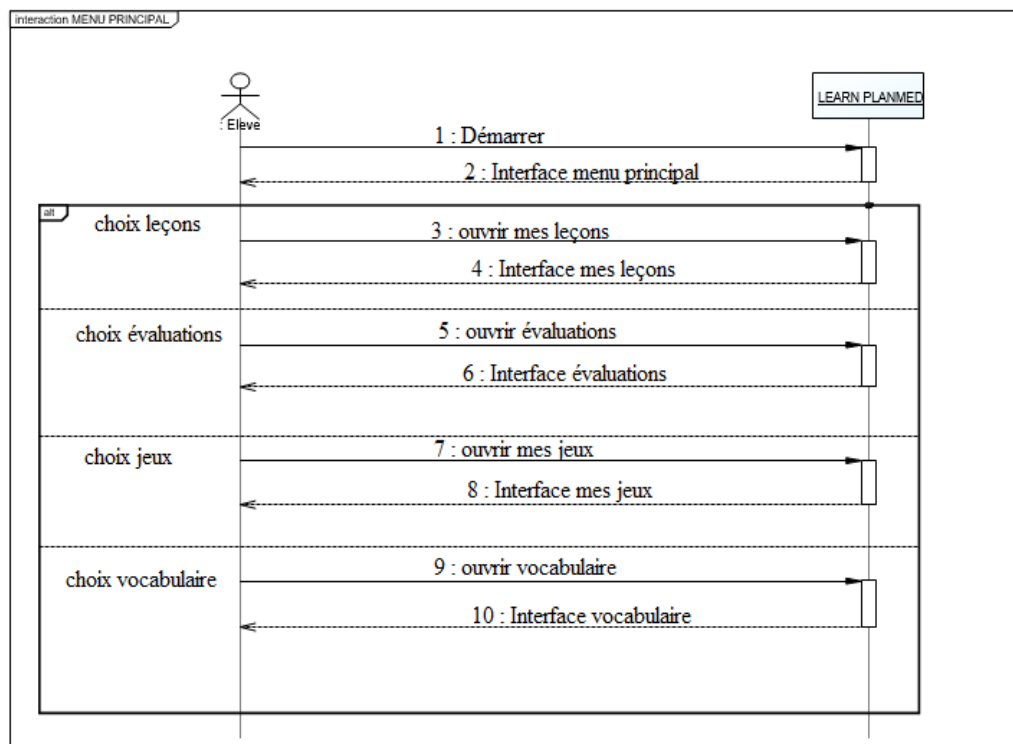 interaction MENU PRINCIPAL
LEARN PLANMED
: Eleve
1 : Démarrer
2 : Interface menu principal
alt
choix leçons
3 : ouvrir mes leçons
4 : Interface mes leçons
choix évaluations
5 : ouvrir évaluations
6 : Interface évaluations
choix jeux
7 : ouvrir mes jeux
8 : Interface mes jeux
choix vocabulaire
9 : ouvrir vocabulaire
10 : Interface vocabulaire